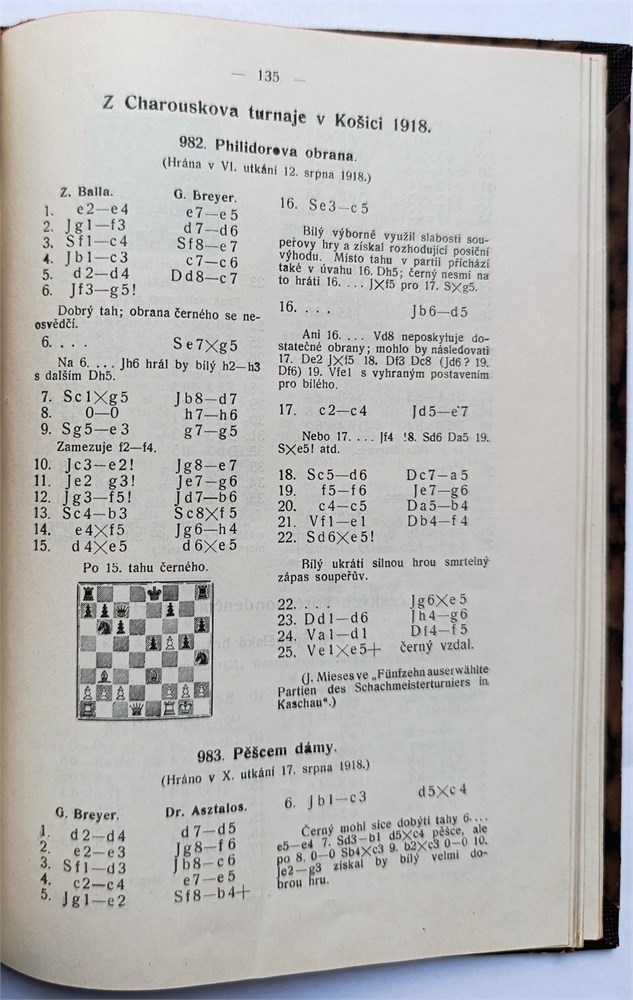 — 135 —
Z Charouskova turnaje v Košici 1918.
982. Philidorova obrana.
(Hrána v VI. utkání 12. srpna 1918.)
Z. Balla. G. Breyer.
1. e2—e4 e7—e5
2. Jg1—f3 d7—d6
3. Sf1—c4 Sf8—e7
4. Jb1—c3 c7—c6
5. d2—d4 Dd8—c7
6. Jf3—g5!
Dobrý tah; obrana černého se ne-
osvědčí.
6. . . . Se7×g5
Na 6. . . . Jh6 hrál by bílý h2—h3
s dalším Dh5.
7. Sc1×g5 Jb8—d7
8. 0—0 h7—h6
9. Sg5—e3 g7—g5
Zamezuje f2—f4.
10. Jc3—e2! Jg8—e7
11. Je2 g3! Je7—g6
12. Jg3—f5! Jd7—b6
13. Sc4—b3 Sc8×f5
14. e4×f5 Jg6—h4
15. d4×e5 d6×e5
Po 15. tahu černého.
16. Se3—c5
Bílý výborně využil slabosti sou-
peřovy hry a získal rozhodující posiční
výhodu. Místo tahu v partii přichází
také v úvahu 16. Dh5; černý nesmí na
to hráti 16. . . . J×f5 pro 17. S×g5.
16. . . . Jb6—d5
Ani 16. . . . Vd8 neposkytuje do-
statečné obrany; mohlo by následovati
17. De2 J×f5 18. Df3 Dc8 (Jd6? 19.
Df6) 19. Vfe1 s vyhraným postavením
pro bílého.
17. c2—c4 Jd5—e7
Nebo 17. . . . Jf4 !8. Sd6 Da5 19.
S×e5! atd.
18. Sc5—d6 Dc7—a5
19. f5—f6 Je7—g6
20. c4—c5 Da5—b4
21. Vf1—e1 Db4—f4
22. Sd6×e5!
Bílý ukrátí silnou hrou smrtelný
zápas soupeřův.
22. . . . Jg6×e5
23. Dd1—d6 Jh4—g6
24. Va1—d1 Df4—f5
25. Ve1×e5+ černý vzdal.
(J. Mieses ve „Fünfzehn auserwählte
Partien des Schachmeisterturniers in
Kaschau“.)
983. Pěšcem dámy.
(Hráno v X. utkání 17. srpna 1918.)
G. Breyer. Dr. Asztalos.
1. d2—d4 d7—d5
2. e2—e3 Jg8—f6
3. Sf1—d3 Jb8—c6
4. c2—c4 e7—e5
5. Jg1—e2 Sf8—b4+
6. Jb1—c3 d5×c4
Černý mohl sice dobýti tahy 6. . . .
e5—e4 7. Sd3—b1 d5×c4 pěšce, ale
po 8. 0—0 Sb4×c3 9. b2×c3 0—0 10.
Je2—g3 získal by bílý velmi do-
brou hru.